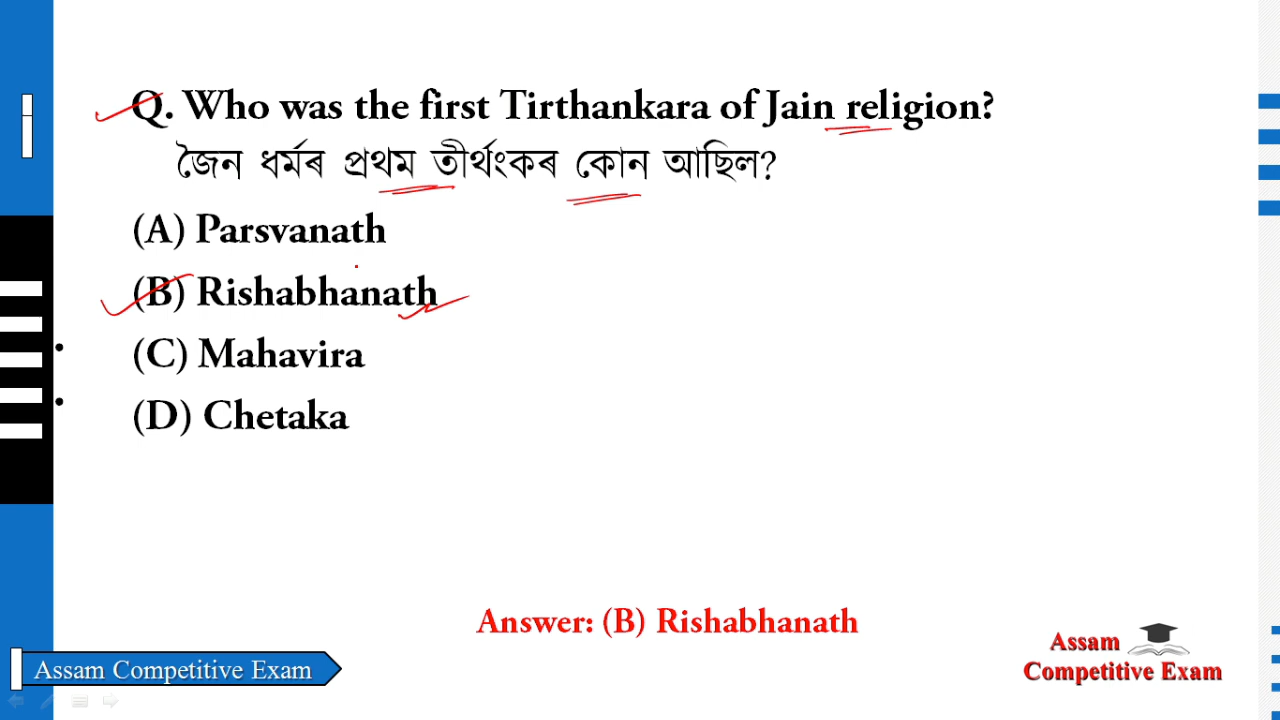 Q. Who was the first Tirthankara of Jain religion?
জৈন ধৰ্মৰ প্ৰথম তীৰ্থংকৰ কোন আছিল?
(A) Parsvanath
(B) Rishabhanath
(C) Mahavira
(D) Chetaka
Answer: (B) Rishabhanath
Assam Competitive Exam
Assam
Competitive Exam